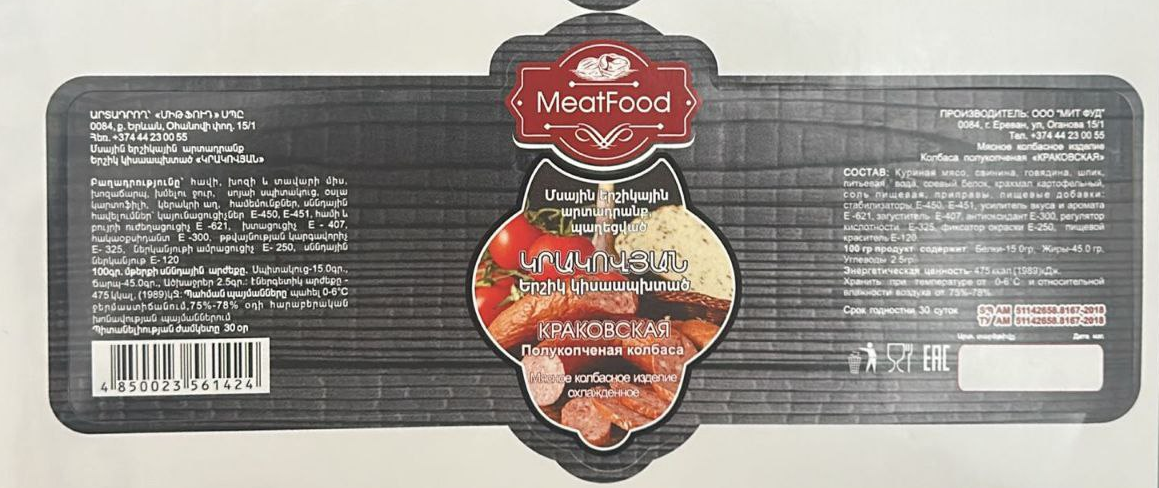 ԱՐՏԱԴՐՈՂ՝ «ՄԻԹ ՖՈՒԴ» ՍՊԸ
0084, ք. Երևան, Օհանովի փող. 15/1
Հեռ. +374 44 23 00 55
Մսային երշիկային արտադրանք
Երշիկ կիսաապխտած «ԿՐԱԿՈՎՅԱՆ»
Բաղադրությունը՝ հավի, խոզի և տավարի միս,
խոզաճարպ, խմելու ջուր, սոյայի սպիտակուց, օսլա
կարտոֆիլի, կերակրի աղ, համեմունքներ, սննդային
հավելումներ՝ կայունացուցիչներ E-450, E-451, համի և
բույրի ուժեղացուցիչ E -621, խտացուցիչ E - 407,
հակաօքսիդանտ E -300, թթվայնության կարգավորիչ
E- 325, ներկանյութի ամրացուցիչ E- 250, սննդային
ներկանյութ E-120
100գր. մթերքի սննդային արժեքը. Սպիտակուց-15.0գր.,
ճարպ-45.0գր., Ածխաջրեր 2.5գր.: էներգետիկ արժեքը -
475 կկալ, (1989)կՋ: Պահման պայմանները պահել 0-6°C
ջերմաստիճանում,75%-78% օդի հարաբերական
խոնավության պայմաններում
Պիտանելիության ժամկետը 30 օր
4 850023 561424
MeatFood
Մսային երշիկային
արտադրանք
պաղեցված
ԿՐԱԿՈՎՅԱՆ
Երշիկ կիսաապխտած
КРАКОВСКАЯ
Полукопченая колбаса
Мясное колбасное изделие
охлажденное
ПРОИЗВОДИТЕЛЬ: ООО "МИТ ФУД"
0084, г. Ереван, ул. Оганова 15/1
Тел. +374 44 23 00 55
Мясное колбасное изделие
Колбаса полукопченая «КРАКОВСКАЯ»
СОСТАВ: Куриная мясо, свинина, говядина, шпик,
питьевая вода, соевый белок, крахмал картофельный,
соль пищевая, приправы, пищевые добавки:
стабилизаторы E-450, E-451, усилитель вкуса и аромата
E -621, загуститель E-407, антиоксидант E-300, регулятор
кислотности E-325, фиксатор окраски E-250, пищевой
краситель E-120
100 гр продукт содержит: Белки-15.0гр, Жиры-45.0 гр,
Углеводы 2.5гр.
Энергетическая ценность- 475 ккал (1989)кДж.
Хранить при температуре от 0-6°C и относительной
влажности воздуха от 75%-78%
Срок годности 30 суток
ՏՊ AM 51142658.8167-2018
ТУ AM 51142658.8167-2018
EAC